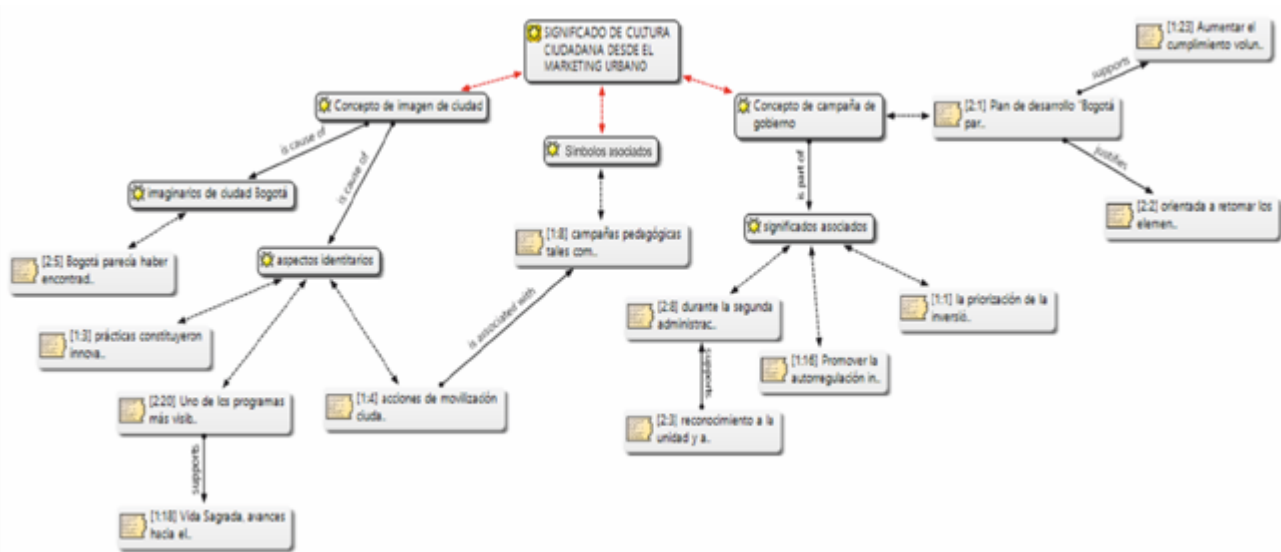 SIGNIFCADO DE CULTURA
CIUDADANA DESDE EL
MARKETING URBANO
[1:23] Aumentar el
cumplimiento volun..
supports
Concepto de imagen de ciudad
Concepto de campaña de
gobierno
[2:1] Plan de desarrollo "Bogotá
par..
is cause of
is cause of
Símbolos asociados
is part of
justifies
imaginarios de ciudad Bogotá
[2:2] orientada a retomar los
elemen..
[1:8] campañas pedagógicas
tales com..
significados asociados
[2:5] Bogotá parecía haber
encontrad..
aspectos identitarios
is associated with
[2:8] durante la segunda
administrac..
[1:1] la priorización de la
inversió..
[1:3] prácticas constituyeron
innova..
supports
[1:16] Promover la
autorregulación in..
[2:20] Uno de los programas
más visib..
[1:4] acciones de movilización
ciuda..
[2:3] reconocimiento a la
unidad y a..
supports
[1:18] Vida Sagrada, avances
hacia el..